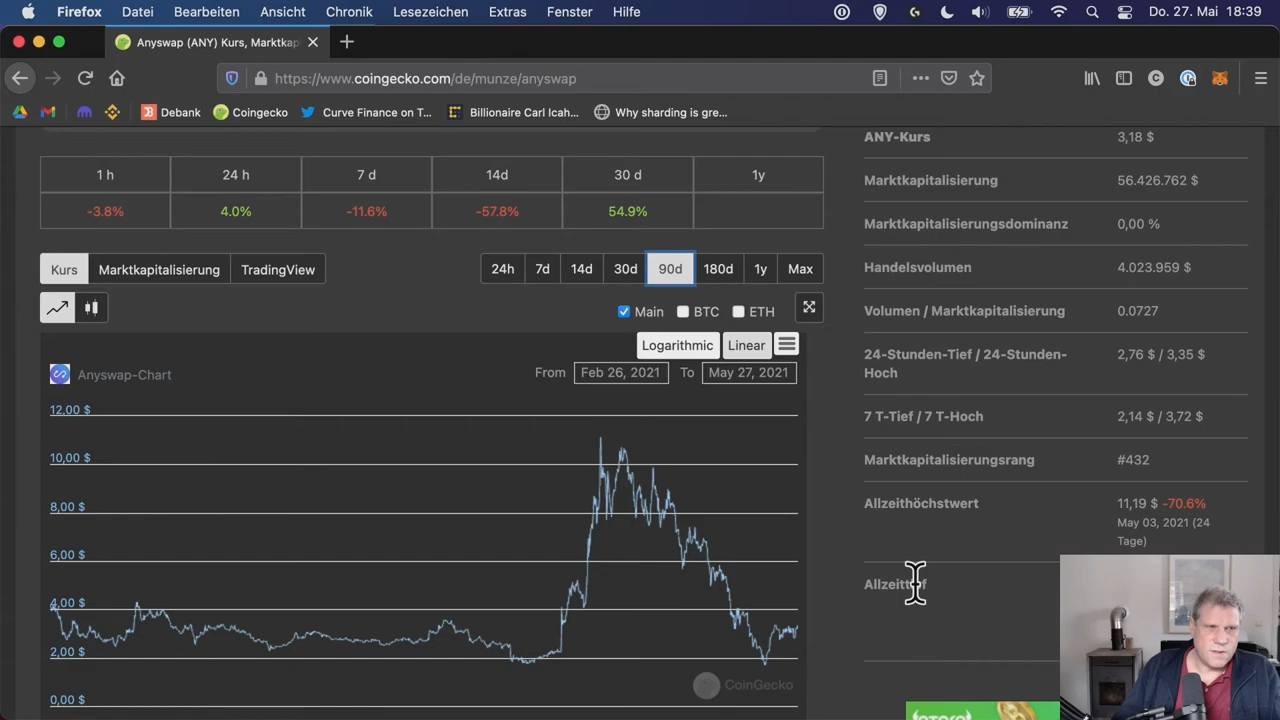 Firefox Datei Bearbeiten Ansicht Chronik Lesezeichen Extras Fenster Hilfe Do. 27. Mai 18:39
Anyswap (ANY) Kurs, Marktkap
https://www.coingecko.com/de/munze/anyswap
Debank Coingecko Curve Finance on T... Billionaire Carl Icah... Why sharding is gre...
1 h 24 h 7 d 14d 30 d 1y
-3.8% 4.0% -11.6% -57.8% 54.9%
Kurs Marktkapitalisierung TradingView 24h 7d 14d 30d 90d 180d 1y Max
Main BTC ETH
Logarithmic Linear
Anyswap-Chart From Feb 26, 2021 To May 27, 2021
12,00 $
10,00 $
8,00 $
6,00 $
4,00 $
2,00 $
0,00 $
CoinGecko
ANY-Kurs 3,18 $
Marktkapitalisierung 56.426.762 $
Marktkapitalisierungsdominanz 0,00 %
Handelsvolumen 4.023.959 $
Volumen / Marktkapitalisierung 0.0727
24-Stunden-Tief / 24-Stunden- 2,76 $ / 3,35 $
Hoch
7 T-Tief / 7 T-Hoch 2,14 $ / 3,72 $
Marktkapitalisierungsrang #432
Allzeithöchstwert 11,19 $ -70.6%
May 03, 2021 (24
Tage)
Allzeittief